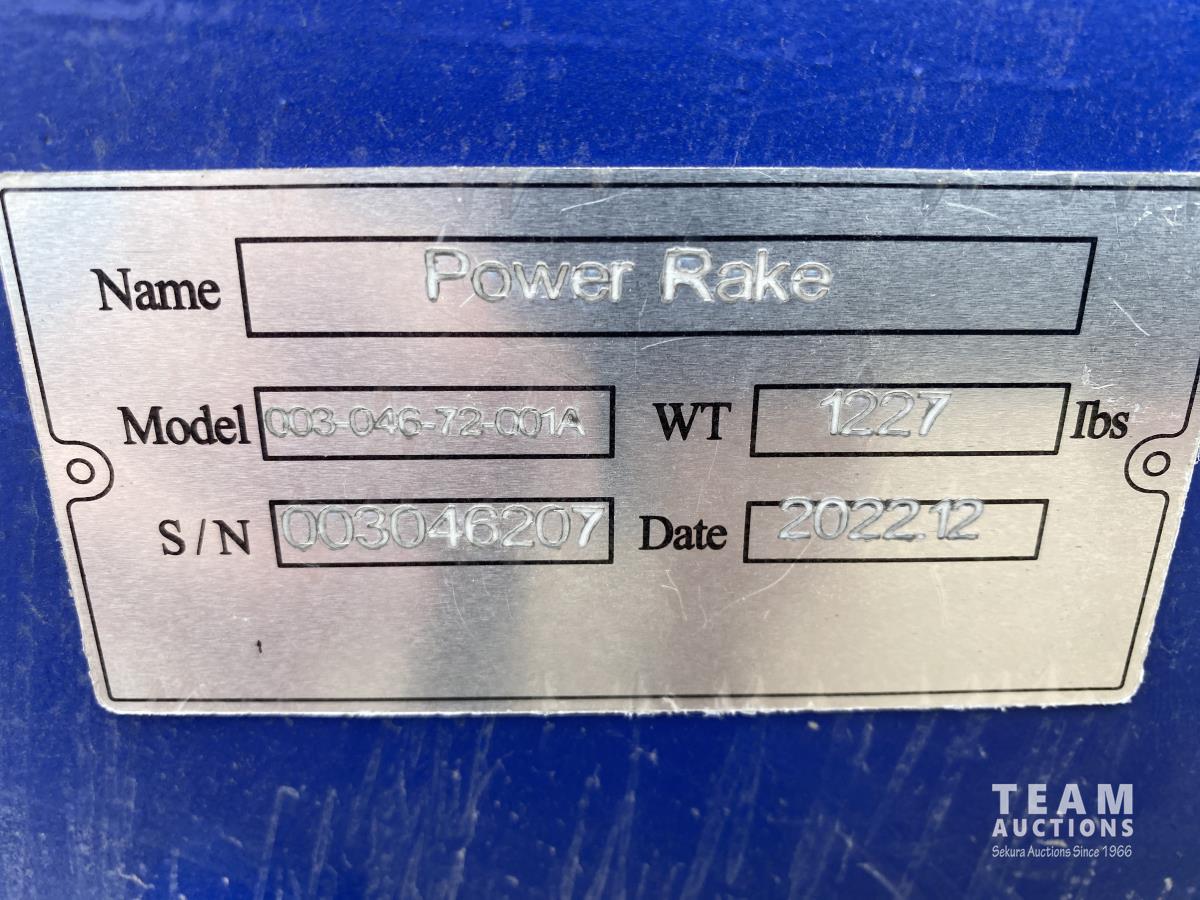 Name Power Rake
Model 003-046-72-001A WT 1227 Ibs
S/N 003046207 Date 2022.12
TEAM
AUCTIONS
Sekura Auctions Since 1966